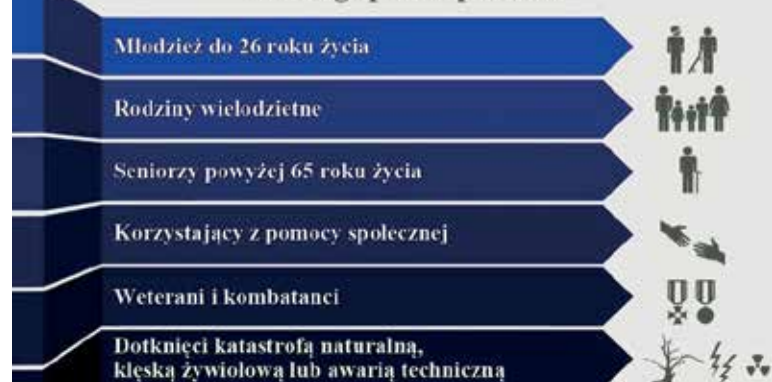 Młodzież do 26 roku życia
Rodziny wielodzietne
Seniorzy powyżej 65 roku życia
Korzystający z pomocy społecznej
Weterani i kombatanci
Dotknięci katastrofą naturalną,
klęską żywiołową lub awarią techniczną